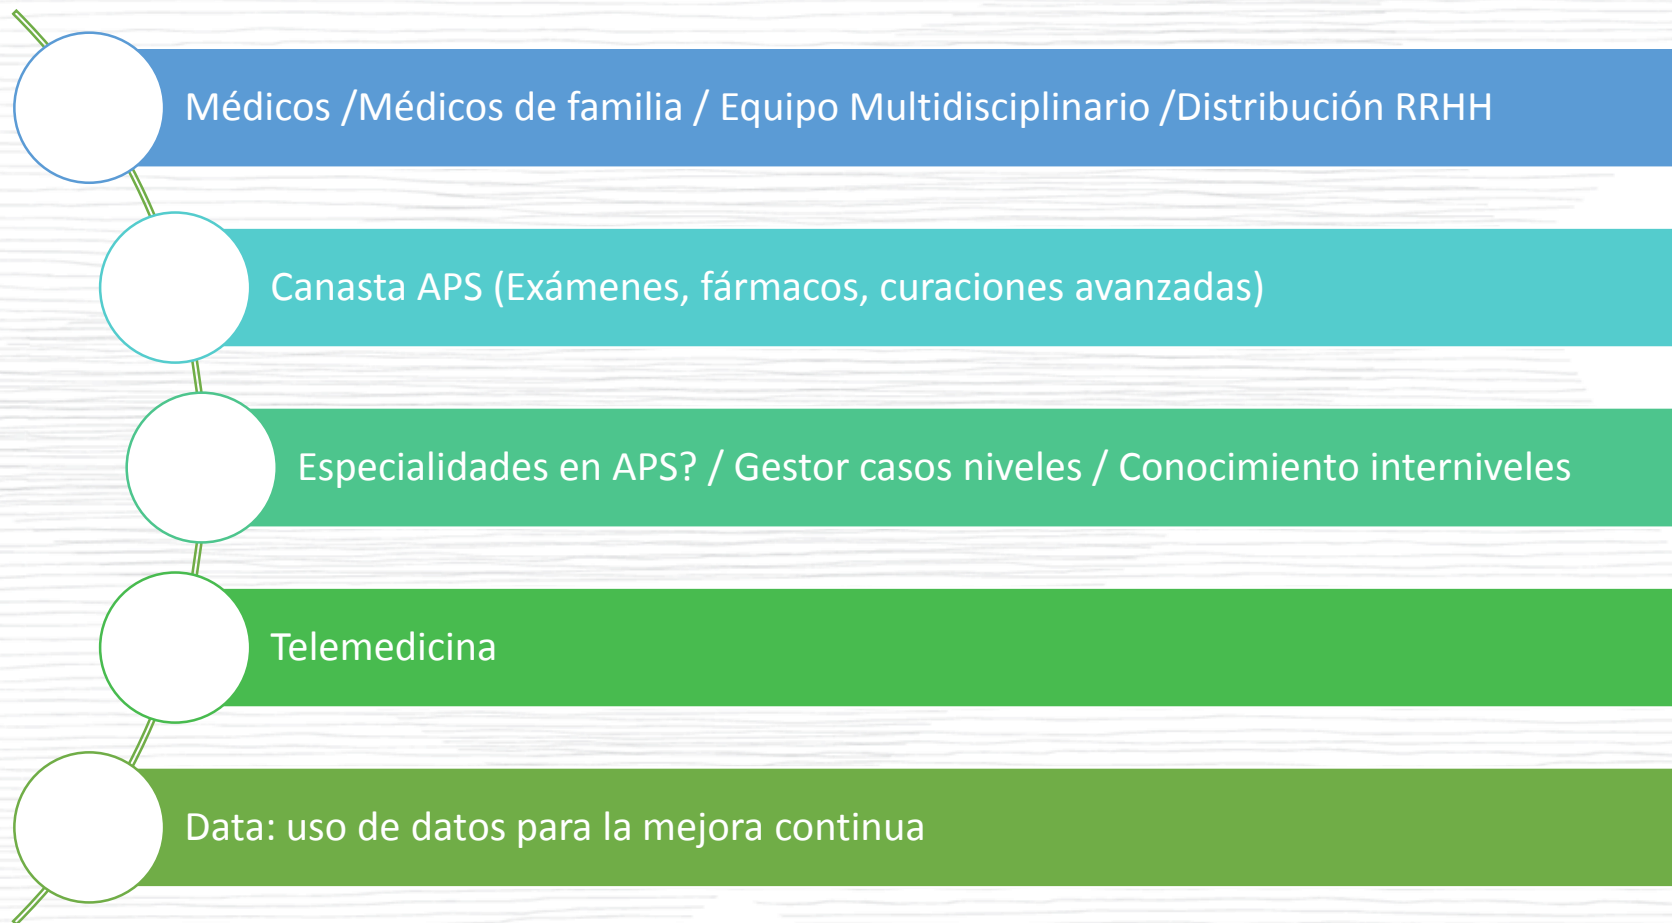 Médicos /Médicos de familia / Equipo Multidisciplinario /Distribución RRHH
Canasta APS (Exámenes, fármacos, curaciones avanzadas)
Especialidades en APS? / Gestor casos niveles / Conocimiento interniveles
Telemedicina
Data: uso de datos para la mejora continua